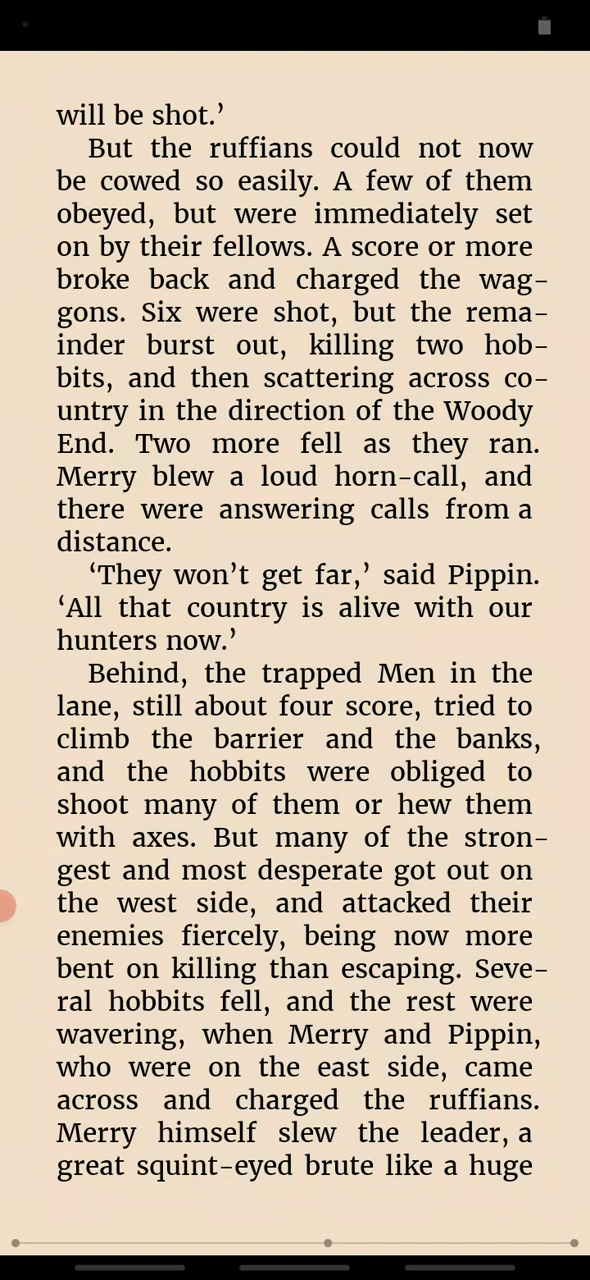 will be shot.’
But the ruffians could not now
be cowed so easily. A few of them
obeyed, but were immediately set
on by their fellows. A score or more
broke back and charged the wag-
gons. Six were shot, but the rema-
inder burst out, killing two hob-
bits, and then scattering across co-
untry in the direction of the Woody
End. Two more fell as they ran.
Merry blew a loud horn-call, and
there were answering calls from a
distance.
‘They won’t get far,’ said Pippin.
‘All that country is alive with our
hunters now.’
Behind, the trapped Men in the
lane, still about four score, tried to
climb the barrier and the banks,
and the hobbits were obliged to
shoot many of them or hew them
with axes. But many of the stron-
gest and most desperate got out on
the west side, and attacked their
enemies fiercely, being now more
bent on killing than escaping. Seve-
ral hobbits fell, and the rest were
wavering, when Merry and Pippin,
who were on the east side, came
across and charged the ruffians.
Merry himself slew the leader, a
great squint-eyed brute like a huge